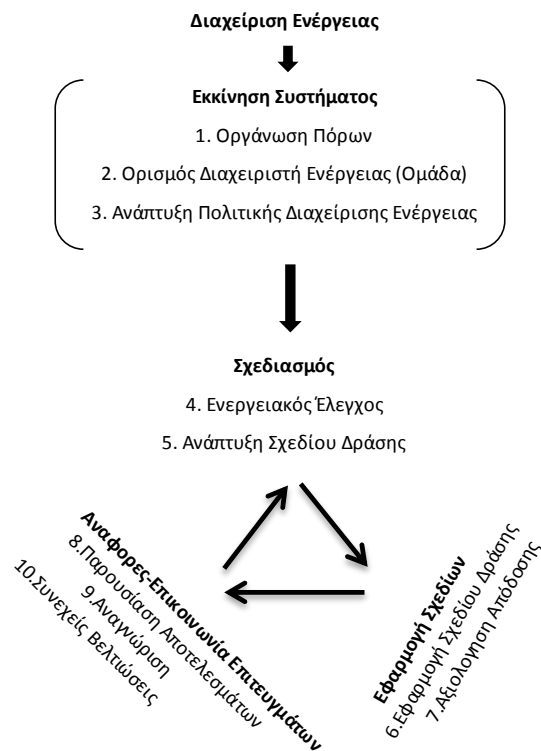 Διαχείριση Ενέργειας
Εκκίνηση Συστήματος
1. Οργάνωση Πόρων
2. Ορισμός Διαχειριστή Ενέργειας (Ομάδα)
3. Ανάπτυξη Πολιτικής Διαχείρισης Ενέργειας
Σχεδιασμός
4. Ενεργειακός Έλεγχος
5. Ανάπτυξη Σχεδίου Δράσης
Αναφορες-Επικοινωνία Επιτευγμάτων
8.Παρουσίαση Αποτελεσμάτων
9.Αναγνώριση
10.Συνεχείς Βελτιώσεις
Εφαρμογή Σχεδίων
6.Εφαρμογή Σχεδίου Δράσης
7.Αξιολογηση Απόδοσης